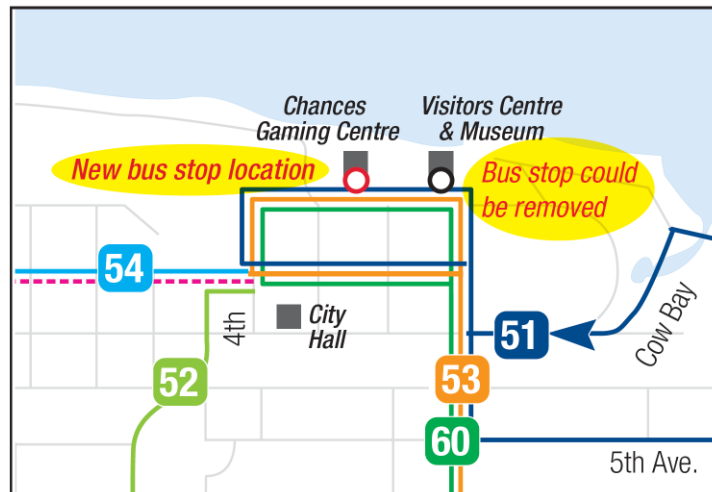 Chances
Gaming Centre
Visitors Centre
& Museum
New bus stop location
Bus stop could
be removed
54
4th
City
Hall
51
Cow Bay
52
53
60
5th Ave.